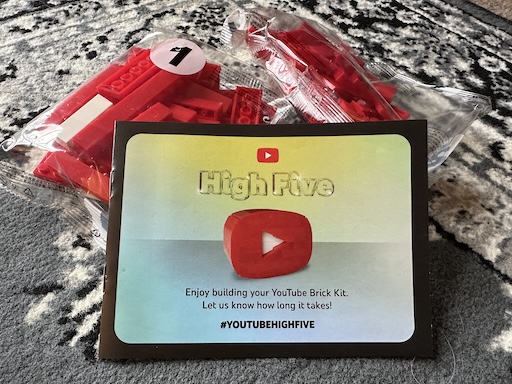 1
High Five
Enjoy building your YouTube Brick Kit.
Let us know how long it takes!
#YOUTUBEHIGHFIVE